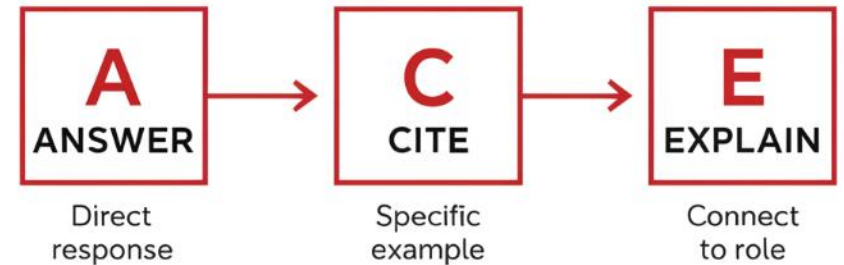 A
ANSWER
Direct
response
C
CITE
Specific
example
E
EXPLAIN
Connect
to role